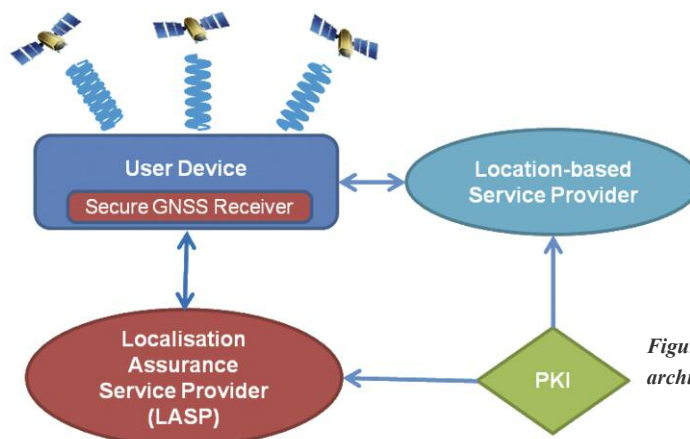 User Device
Secure GNSS Receiver
Location-based
Service Provider
Localisation
Assurance
Service Provider
(LASP)
PKI